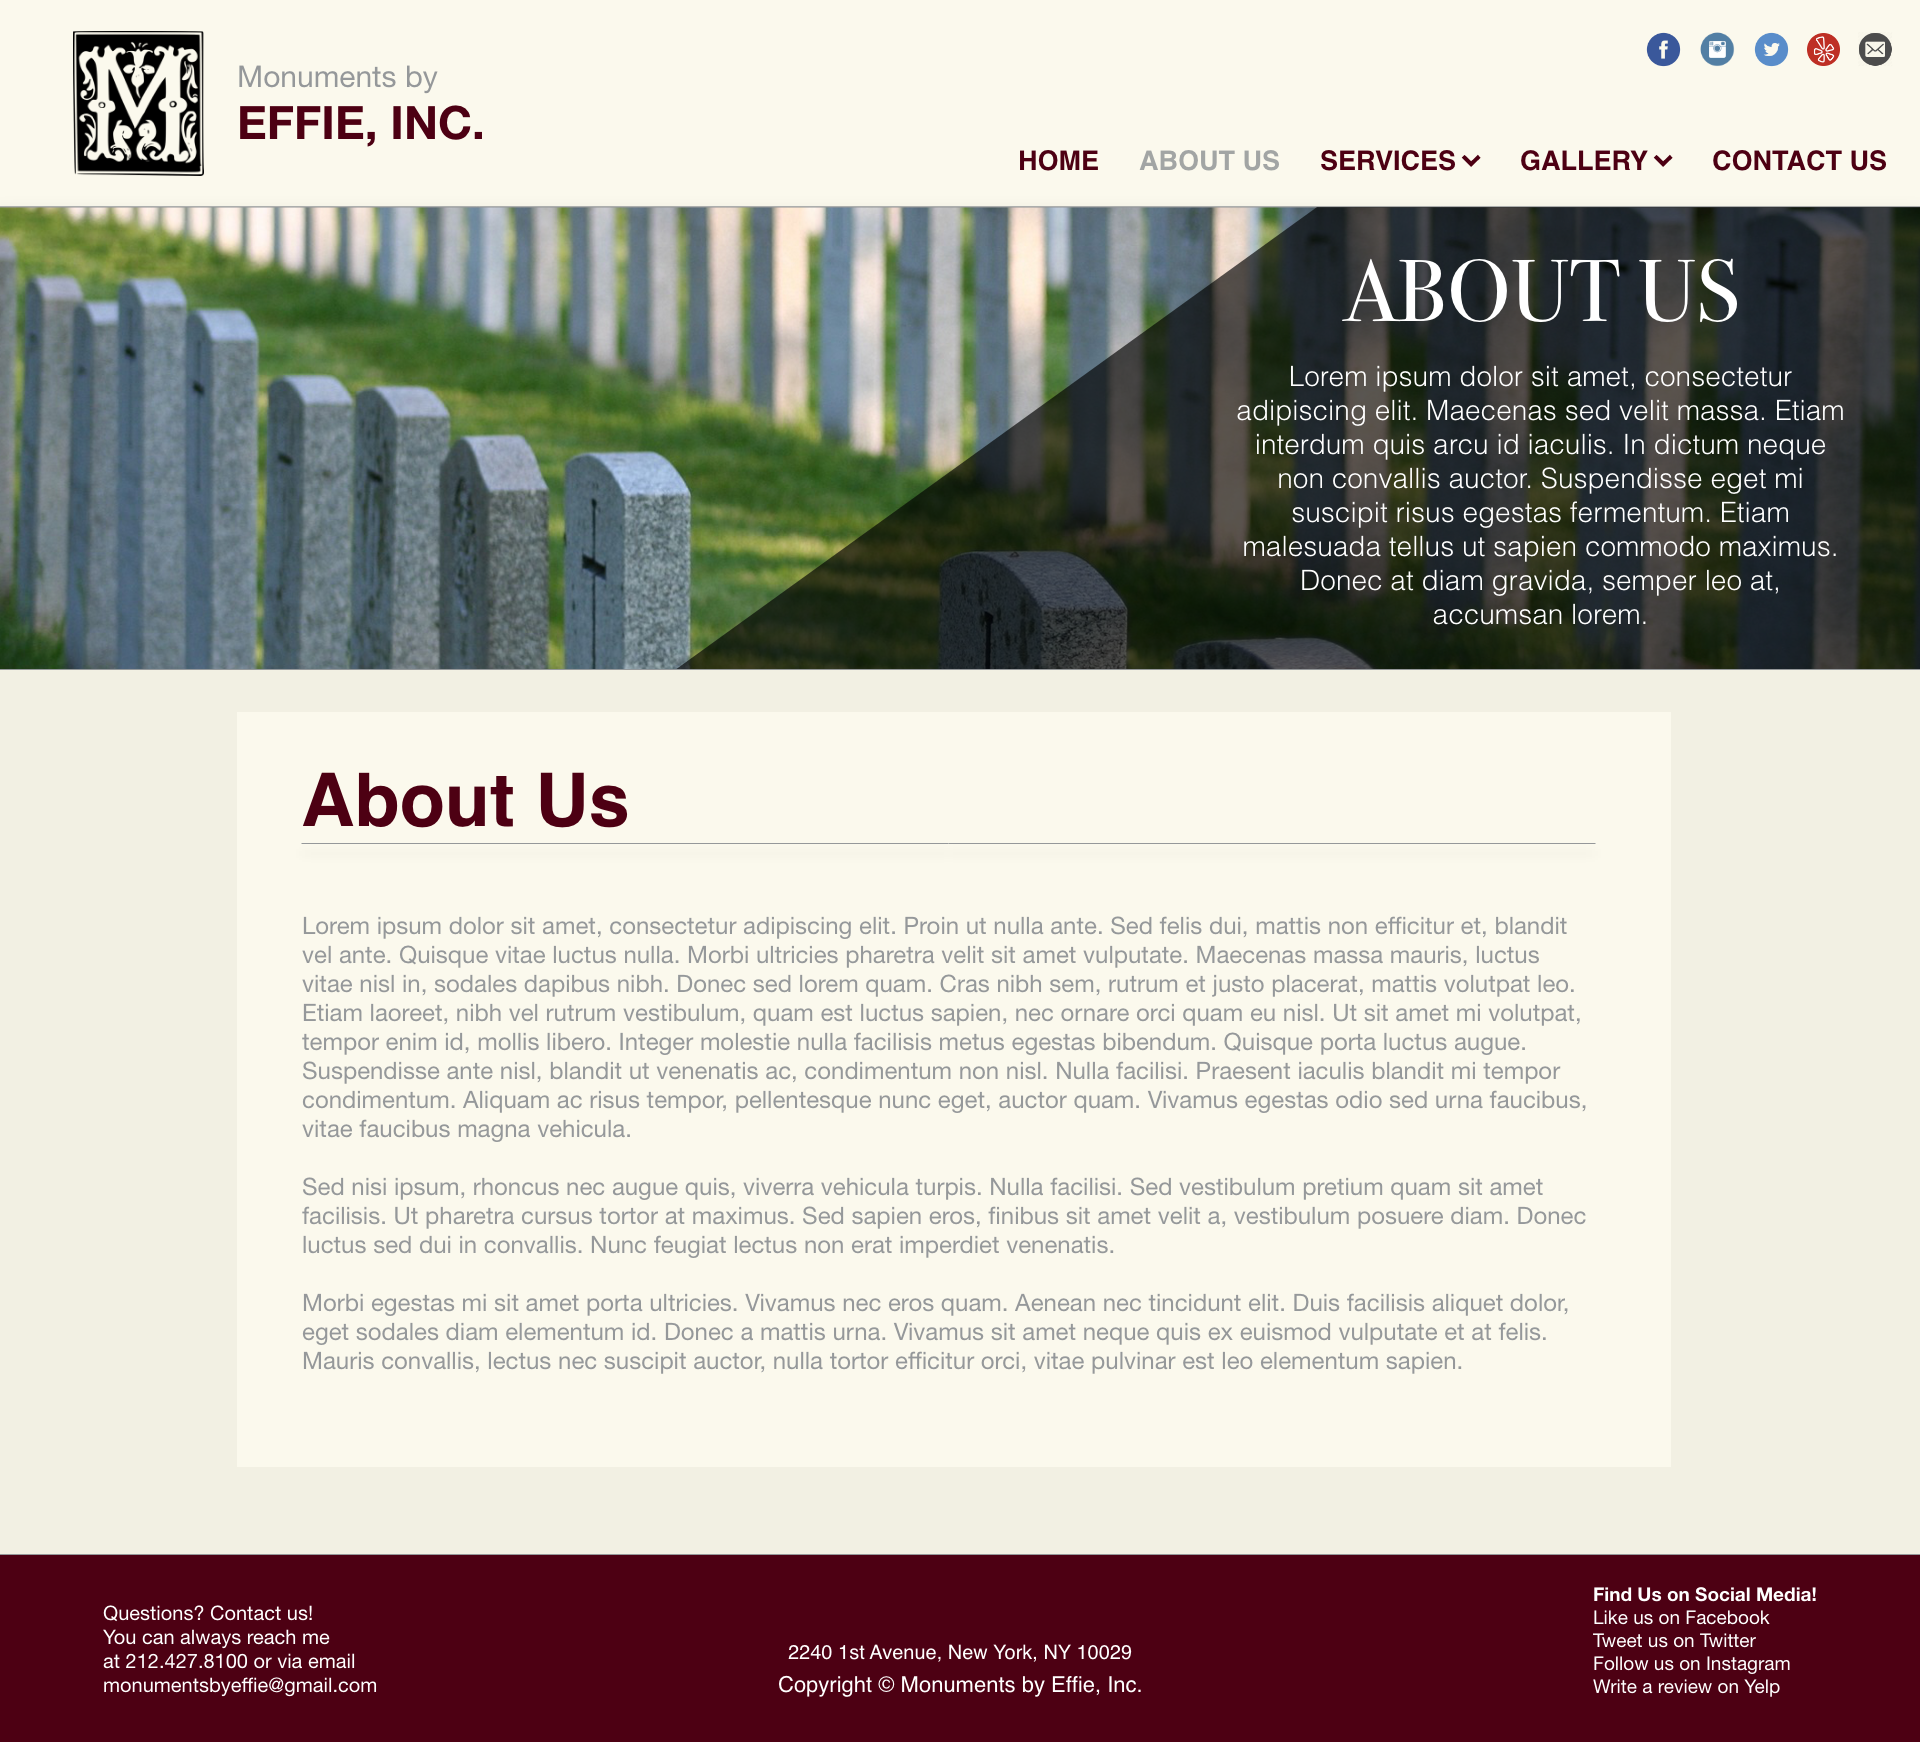 M
Monuments by
EFFIE, INC.
HOME ABOUT US SERVICES GALLERY CONTACT US
ABOUT US
Lorem ipsum dolor sit amet, consectetur
adipiscing elit. Maecenas sed velit massa. Etiam
interdum quis arcu id iaculis. In dictum neque
non convallis auctor. Suspendisse eget mi
suscipit risus egestas fermentum. Etiam
malesuada tellus ut sapien commodo maximus.
Donec at diam gravida, semper leo at,
accumsan lorem.
About Us
Lorem ipsum dolor sit amet, consectetur adipiscing elit. Proin ut nulla ante. Sed felis dui, mattis non efficitur et, blandit
vel ante. Quisque vitae luctus nulla. Morbi ultricies pharetra velit sit amet vulputate. Maecenas massa mauris, luctus
vitae nisl in, sodales dapibus nibh. Donec sed lorem quam. Cras nibh sem, rutrum et justo placerat, mattis volutpat leo.
Etiam laoreet, nibh vel rutrum vestibulum, quam est luctus sapien, nec ornare orci quam eu nisl. Ut sit amet mi volutpat,
tempor enim id, mollis libero. Integer molestie nulla facilisis metus egestas bibendum. Quisque porta luctus augue.
Suspendisse ante nisl, blandit ut venenatis ac, condimentum non nisl. Nulla facilisi. Praesent iaculis blandit mi tempor
condimentum. Aliquam ac risus tempor, pellentesque nunc eget, auctor quam. Vivamus egestas odio sed urna faucibus,
vitae faucibus magna vehicula.
Sed nisi ipsum, rhoncus nec augue quis, viverra vehicula turpis. Nulla facilisi. Sed vestibulum pretium quam sit amet
facilisis. Ut pharetra cursus tortor at maximus. Sed sapien eros, finibus sit amet velit a, vestibulum posuere diam. Donec
luctus sed dui in convallis. Nunc feugiat lectus non erat imperdiet venenatis.
Morbi egestas mi sit amet porta ultricies. Vivamus nec eros quam. Aenean nec tincidunt elit. Duis facilisis aliquet dolor,
eget sodales diam elementum id. Donec a mattis urna. Vivamus sit amet neque quis ex euismod vulputate et at felis.
Mauris convallis, lectus nec suscipit auctor, nulla tortor efficitur orci, vitae pulvinar est leo elementum sapien.
Questions? Contact us!
You can always reach me
at 212.427.8100 or via email
monumentsbyeffie@gmail.com
2240 1st Avenue, New York, NY 10029
Copyright © Monuments by Effie, Inc.
Find Us on Social Media!
Like us on Facebook
Tweet us on Twitter
Follow us on Instagram
Write a review on Yelp